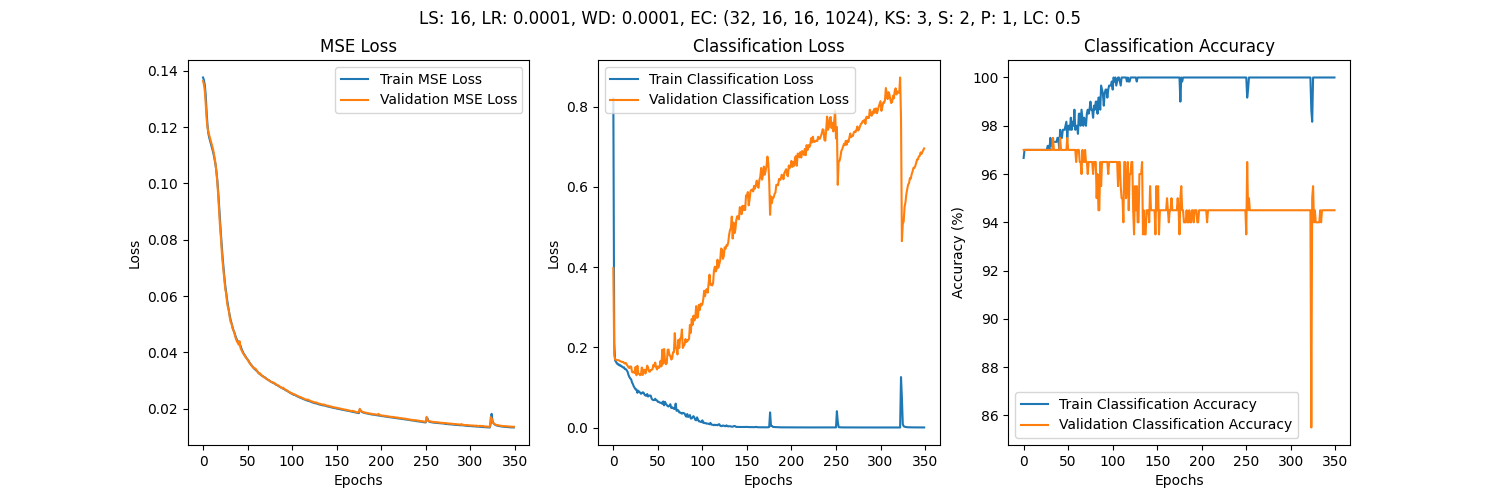 LS: 16, LR: 0.0001, WD: 0.0001, EC: (32, 16, 16, 1024), KS: 3, S: 2, P: 1, LC: 0.5
MSE Loss
Train MSE Loss
Validation MSE Loss
Loss
0.14
0.12
0.10
0.08
0.06
0.04
0.02
0 50 100 150 200 250 300 350
Epochs
Classification Loss
Train Classification Loss
Validation Classification Loss
Loss
0.8
0.6
0.4
0.2
0.0
0 50 100 150 200 250 300 350
Epochs
Classification Accuracy
Accuracy (%)
100
98
96
94
92
90
88
86
Train Classification Accuracy
Validation Classification Accuracy
0 50 100 150 200 250 300 350
Epochs